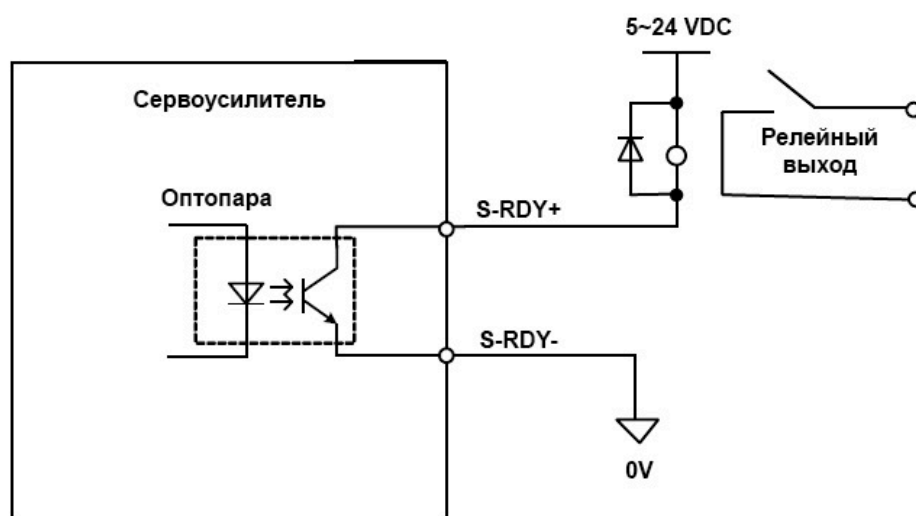 5~24 VDC
Сервоусилитель
Релейный
выход
Оптопара
S-RDY+
S-RDY-
0V